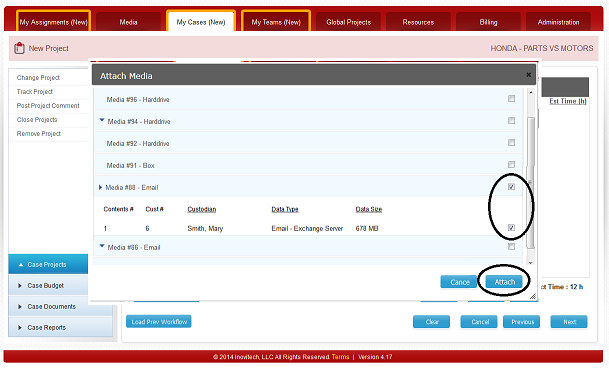 My Assignments (New) Media My Cases (New) My Teams (New) Global Projects Resources Billing Administration
New Project HONDA - PARTS VS MOTORS
Change Project
Track Project
Post Project Comment
Close Projects
Remove Project
Case Projects
Case Budget
Case Documents
Case Reports
Attach Media ×
Est Time (h)
Media #96 - Harddrive
Media #94 - Harddrive
Media #92 - Harddrive
Media #91 - Box
Media #88 - Email
Contents # Cust # Custodian Data Type Data Size
1 6 Smith, Mary Email - Exchange Server 678 MB
Media #86 - Email
Cance Attach
ct Time : 12 h
Load Prev Workflow Clear Cancel Previous Next
© 2014 Inovitech, LLC All Rights Reserved. Terms | Version 4.17